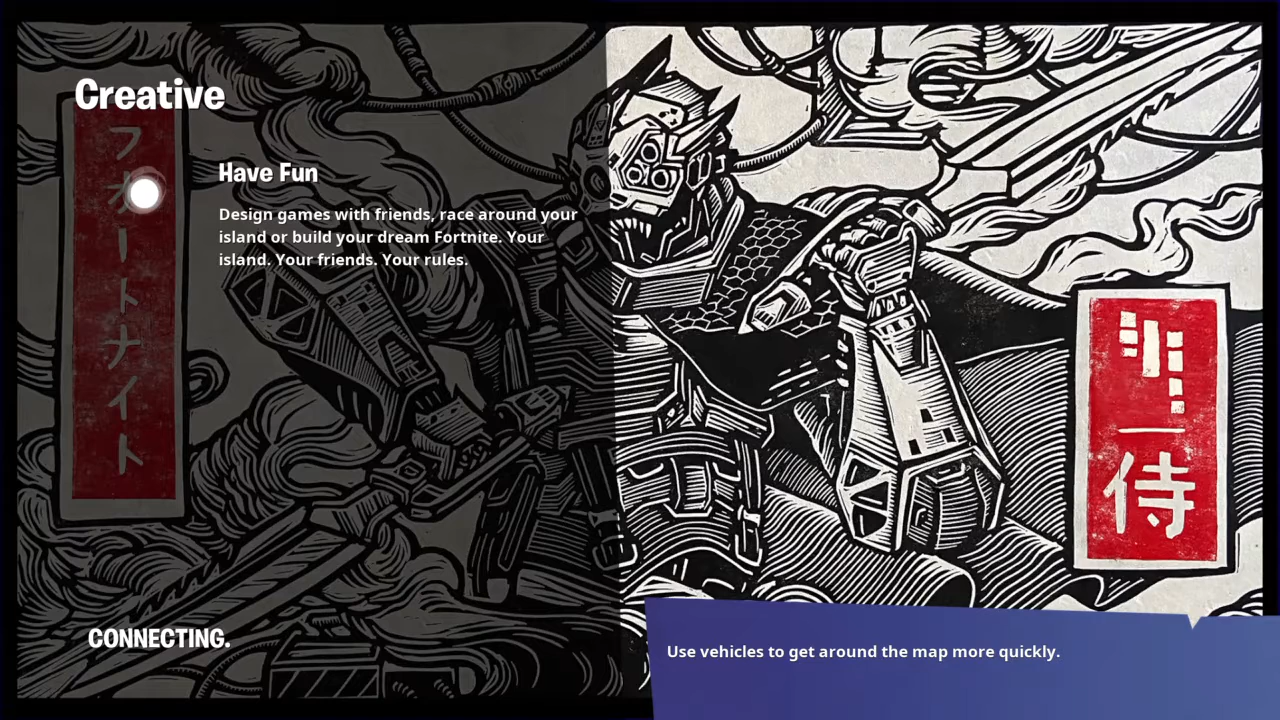 Creative
フォートナイト
Have Fun
Design games with friends, race around your
island or build your dream Fortnite. Your
island. Your friends. Your rules.
侍
CONNECTING.
Use vehicles to get around the map more quickly.